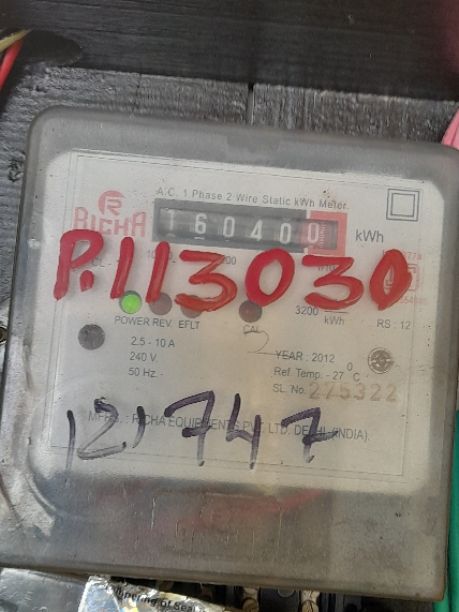 A.C. 1 Phase 2 Wire Static kWh Meter.
RICHA
160400
kWh
P.113030
POWER REV. EFLT
CAL
3200 kWh
RS : 12
2.5 - 10 A
240 V.
50 Hz.-
YEAR : 2012
Ref. Temp. - 27 °C
SL. No. 275322
121747
MFRS. : RICHA EQUIPMENTS PVT. LTD. DELHI-(INDIA).